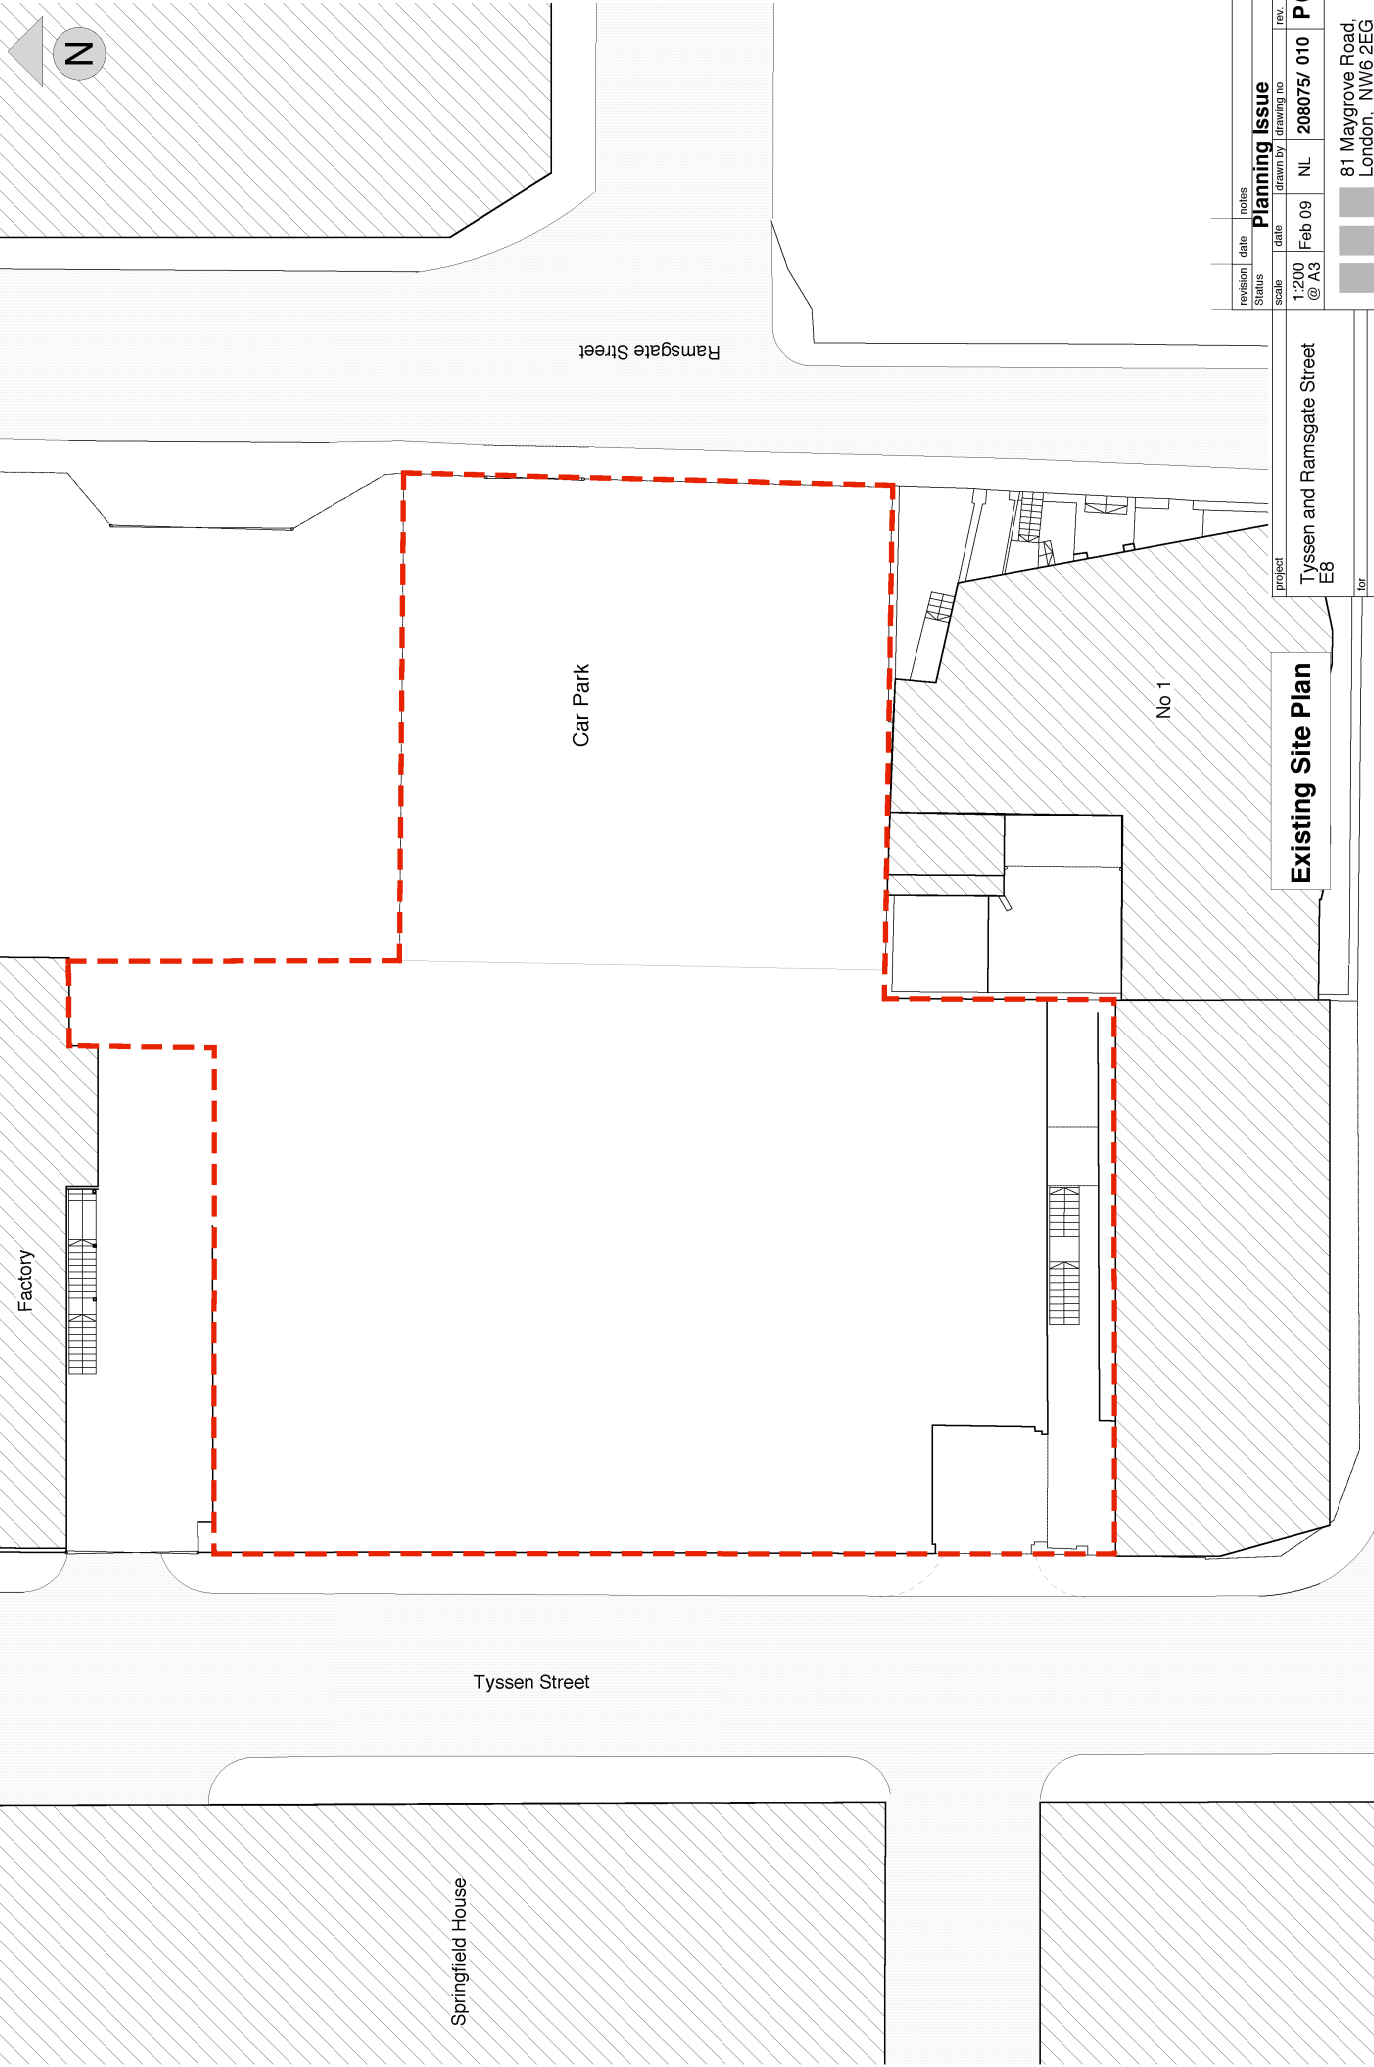 N
Ramsgate Street
Car Park
No 1
Factory
Tyssen Street
Springfield House
Existing Site Plan
project
Tyssen and Ramsgate Street
E8
for
revision date notes
Status
Planning Issue
scale date drawn by drawing no rev.
1:200 Feb 09 NL 208075/ 010
@ A3
81 Maygrove Road,
London, NW6 2EG